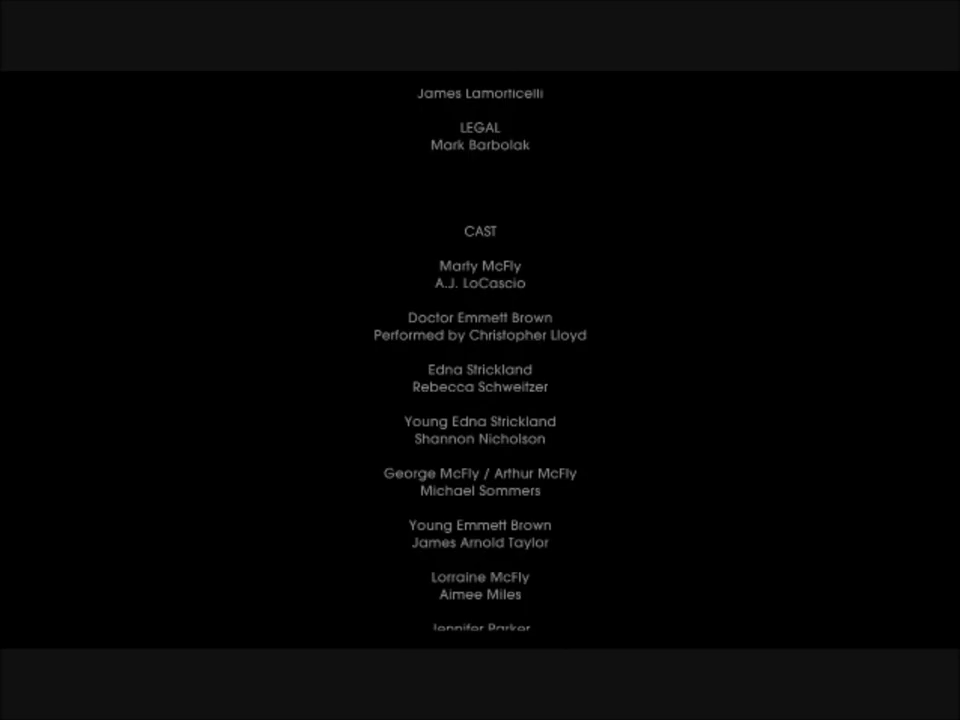 James Lamorticelli
LEGAL
Mark Barbolak
CAST
Marty McFly
A.J. LoCascio
Doctor Emmett Brown
Performed by Christopher Lloyd
Edna Strickland
Rebecca Schweitzer
Young Edna Strickland
Shannon Nicholson
George McFly / Arthur McFly
Michael Sommers
Young Emmett Brown
James Arnold Taylor
Lorraine McFly
Aimee Miles
Jennifer Parker